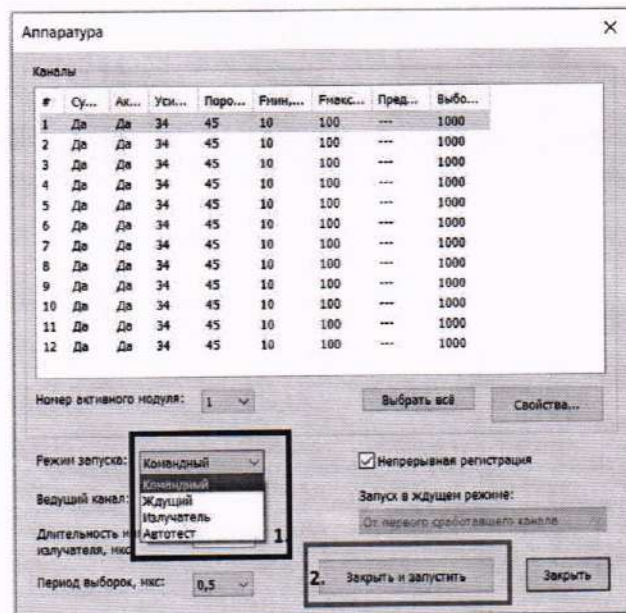 Аппаратура
Каналы
# Су... Ак... Уси... Поро... Fмин,... Fмакс... Пред... Выбо...
1 Да Да 34 45 10 100 --- 1000
2 Да Да 34 45 10 100 --- 1000
3 Да Да 34 45 10 100 --- 1000
4 Да Да 34 45 10 100 --- 1000
5 Да Да 34 45 10 100 --- 1000
6 Да Да 34 45 10 100 --- 1000
7 Да Да 34 45 10 100 --- 1000
8 Да Да 34 45 10 100 --- 1000
9 Да Да 34 45 10 100 --- 1000
10 Да Да 34 45 10 100 --- 1000
11 Да Да 34 45 10 100 --- 1000
12 Да Да 34 45 10 100 --- 1000
Номер активного модуля: 1 Выбрать всё Свойства...
Режим запуска: Командный Непрерывная регистрация
Командный
Ведущий канал: Ждущий Запуск в ждущем режиме:
Излучатель От первого сработавшего канала
Длительность
излучателя, мкс Автотест 1.
Период выборок, мкс: 0,5 2. Закрыть и запустить Закрыть